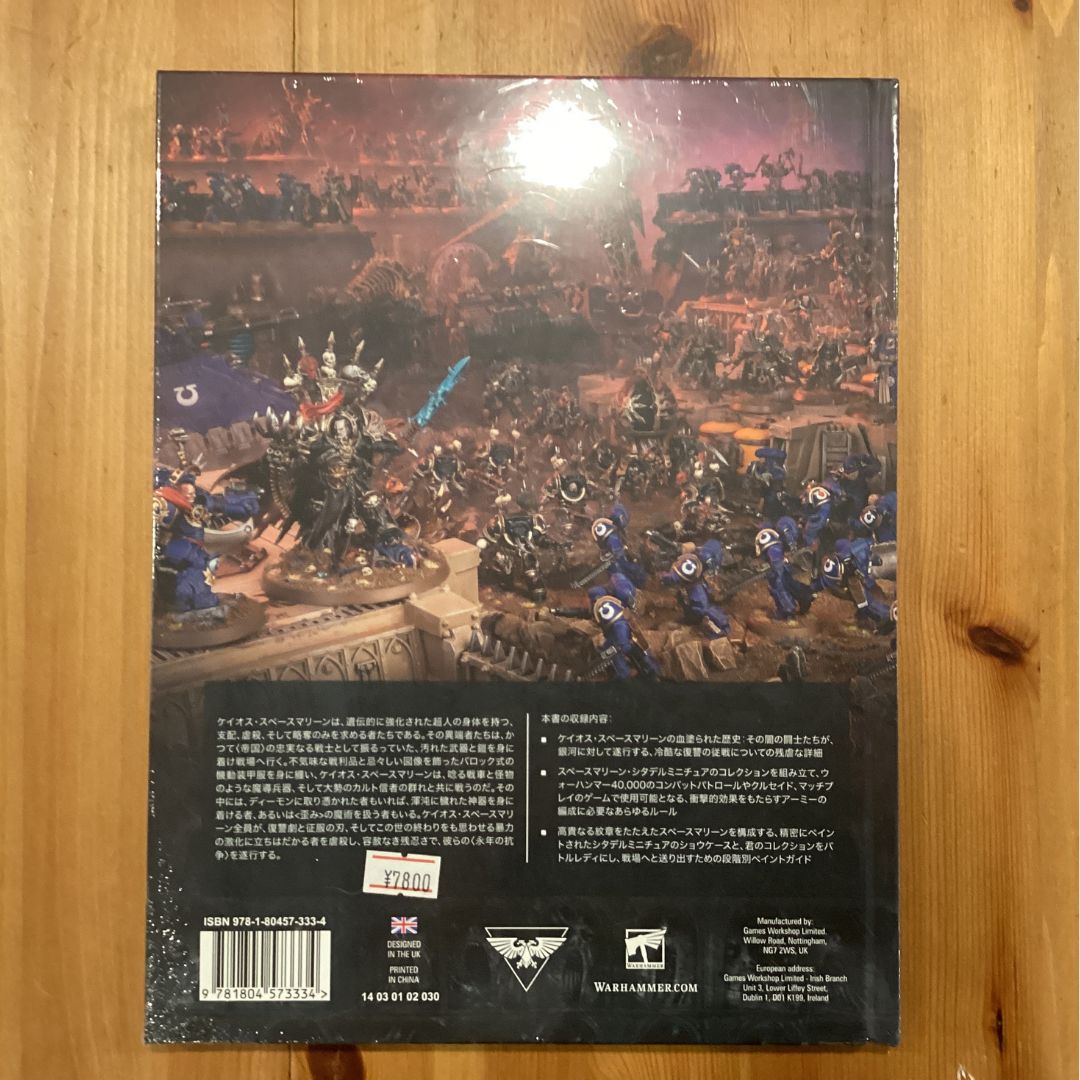 ケイオス・スペースマリーンは、遺伝的に強化された超人の身体を持つ、
支配、虐殺、そして略奪のみを求める者たちである。その異端者たちは、
かつて〈帝国〉の忠実なる戦士として振るっていた、汚れた武器と鎧を身に
着け戦場へ行く。不気味な戦利品と忌々しい図像を飾ったバロック式の
機動装甲服を身に纏い、ケイオス・スペースマリーンは、唸る戦車と怪物
のような魔導兵器、そして大勢のカルト信者の群れと共に戦うのだ。その
中には、ディーモンに取り憑かれた者もいれば、渾沌に穢れた神器を身に
着ける者、あるいは<歪み>の魔術を扱う者もいる。ケイオス・スペースマリ
ーン全員が、復讐劇と征服の刃、そしてこの世の終わりをも思わせる暴力
の激化に立ちはだかる者を虐殺し、容赦なき残忍さで、彼らの〈永年の抗
争〉を遂行する。
本書の収録内容:
■ ケイオス・スペースマリーンの血塗られた歴史：その闇の闘士たちが、
銀河に対して遂行する、冷酷な復讐の従戦についての残虐な詳細
■ スペースマリーン・シタデルミニチュアのコレクションを組み立て、ウ
ォーハンマー40,000のコンバットパトロールやクルセイド、マッチプ
レイのゲームで使用可能となる、衝撃的効果をもたらすアーミーの
編成に必要なあらゆるルール
■ 高貴なる紋章をたたえたスペースマリーンを構成する、精密にペイン
トされたシタデルミニチュアのショウケースと、君のコレクションをバ
トルレディにし、戦場へと送り出すための段階別ペイントガイド
¥7800
ISBN 978-1-80457-333-4
9 781804 573334 >
DESIGNED
IN THE UK
PRINTED
IN CHINA
14 03 01 02 030
WARHAMMER
WARHAMMER.COM
Manufactured by:
Games Workshop Limited.
Willow Road, Nottingham,
NG7 2WS, UK
European address:
Games Workshop Limited - Irish Branch
Unit 3, Lower Liffey Street,
Dublin 1, D01 K199, Ireland